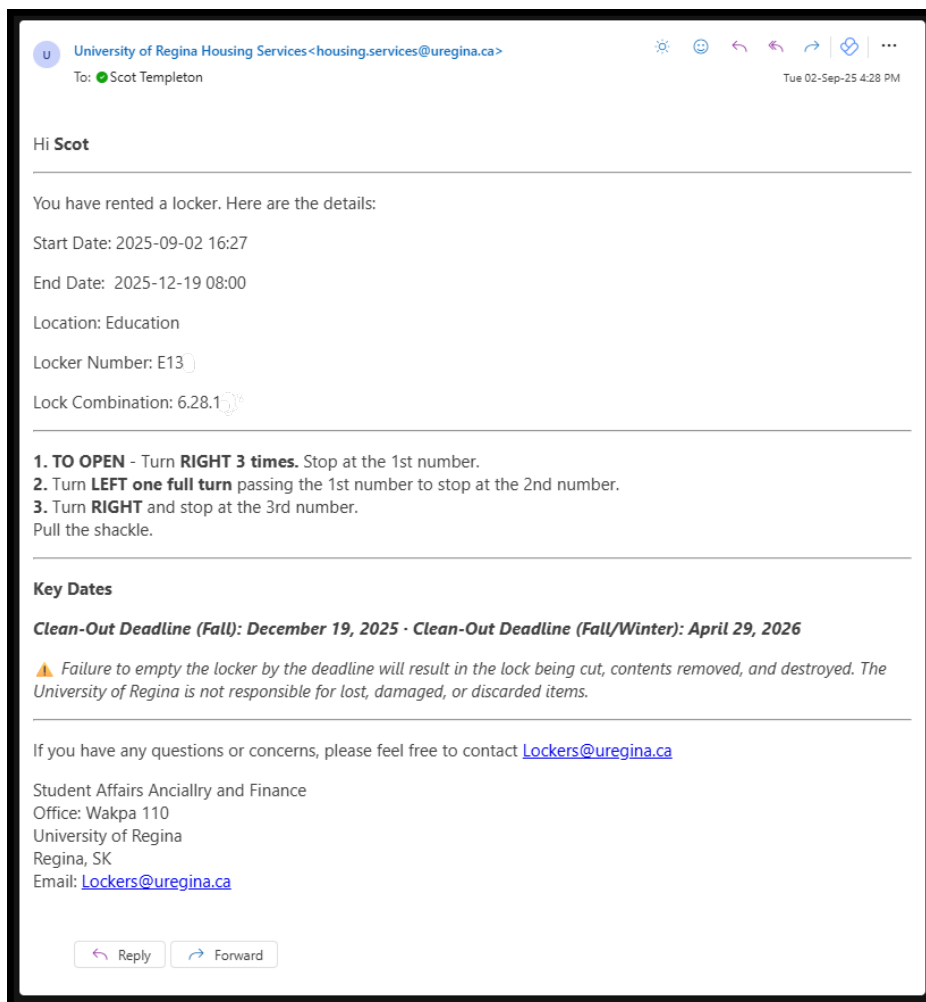 U
University of Regina Housing Services<housing.services@uregina.ca>
To: Scot Templeton
Tue 02-Sep-25 4:28 PM
Hi Scot
You have rented a locker. Here are the details:
Start Date: 2025-09-02 16:27
End Date:  2025-12-19 08:00
Location: Education
Locker Number: E13
Lock Combination: 6.28.1
1. TO OPEN - Turn RIGHT 3 times. Stop at the 1st number.
2. Turn LEFT one full turn passing the 1st number to stop at the 2nd number.
3. Turn RIGHT and stop at the 3rd number.
Pull the shackle.
Key Dates
Clean-Out Deadline (Fall): December 19, 2025 · Clean-Out Deadline (Fall/Winter): April 29, 2026
⚠ Failure to empty the locker by the deadline will result in the lock being cut, contents removed, and destroyed. The
University of Regina is not responsible for lost, damaged, or discarded items.
If you have any questions or concerns, please feel free to contact Lockers@uregina.ca
Student Affairs Anciallry and Finance
Office: Wakpa 110
University of Regina
Regina, SK
Email: Lockers@uregina.ca
Reply
Forward